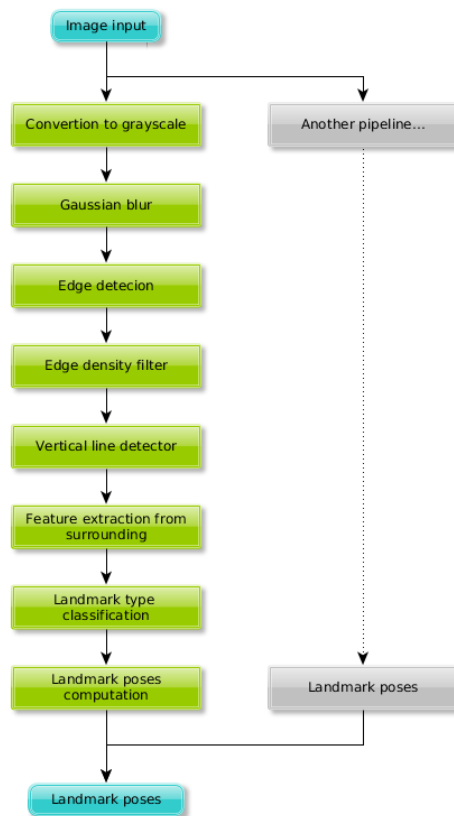 Image input
Convertion to grayscale
Another pipeline...
Gaussian blur
Edge detecion
Edge density filter
Vertical line detector
Feature extraction from
surrounding
Landmark type
classification
Landmark poses
computation
Landmark poses
Landmark poses